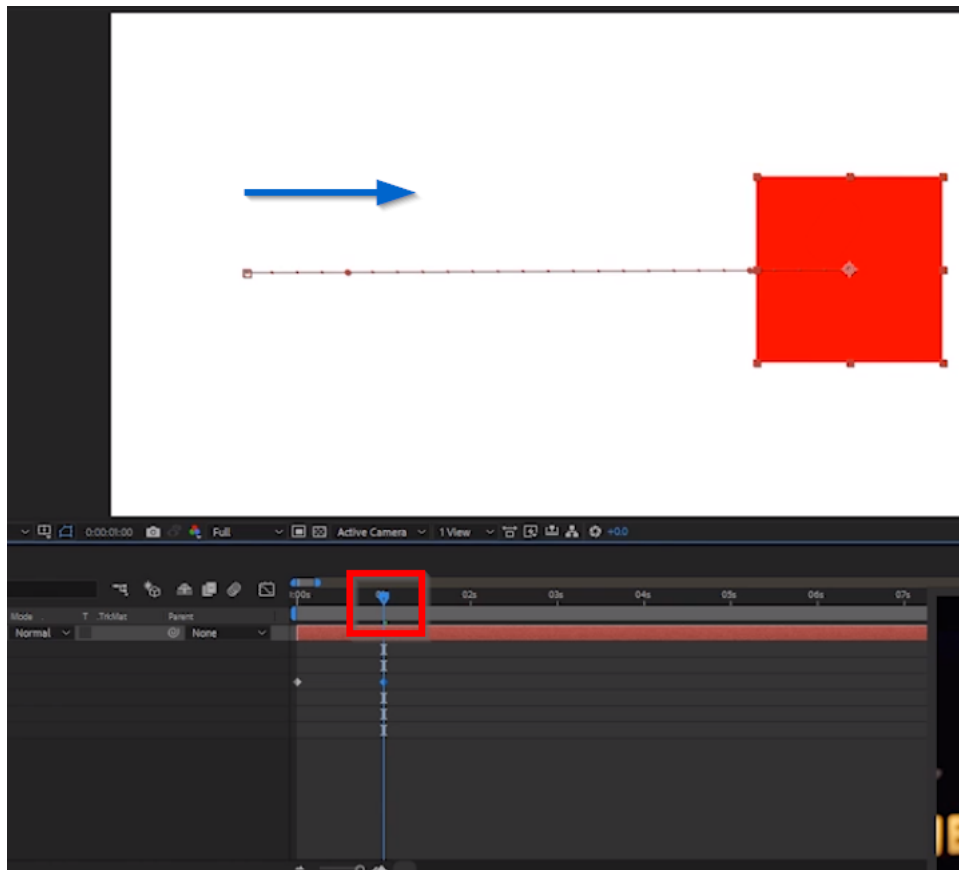 0:00:01:00 Full Active Camera 1 View +0.0
02s 03s 04s 05s 06s 07s
Mode T .TrkMat Parent
Normal None